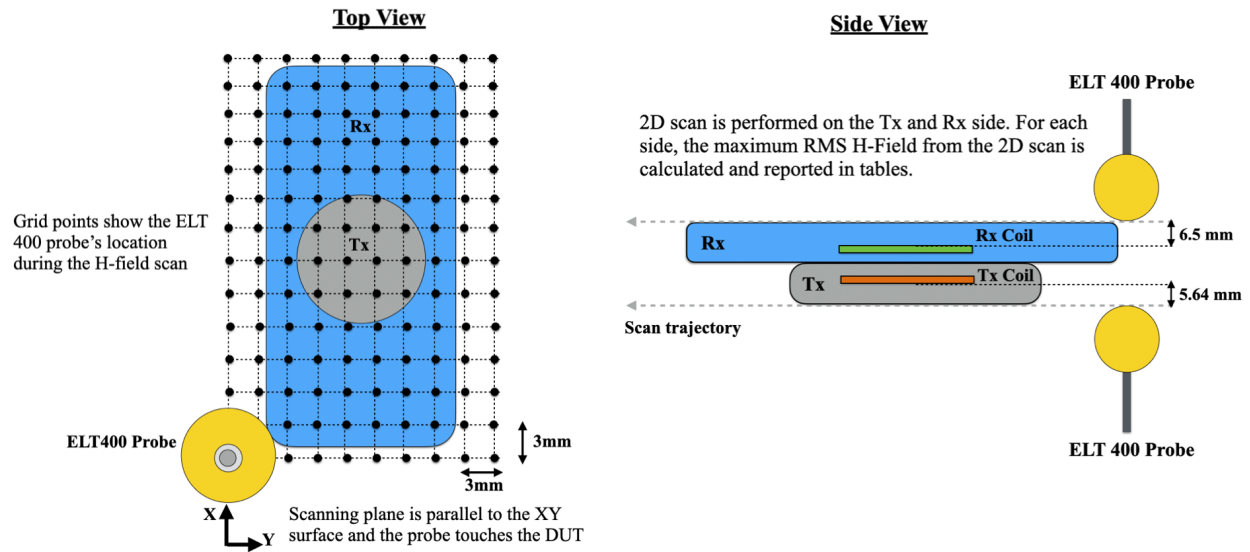 Top View
Rx
Tx
Grid points show the ELT
400 probe's location
during the H-field scan
ELT400 Probe
3mm
3mm
X
Y
Scanning plane is parallel to the XY
surface and the probe touches the DUT
Side View
ELT 400 Probe
2D scan is performed on the Tx and Rx side. For each
side, the maximum RMS H-Field from the 2D scan is
calculated and reported in tables.
Rx
Rx Coil
6.5 mm
Tx
Tx Coil
5.64 mm
Scan trajectory
ELT 400 Probe